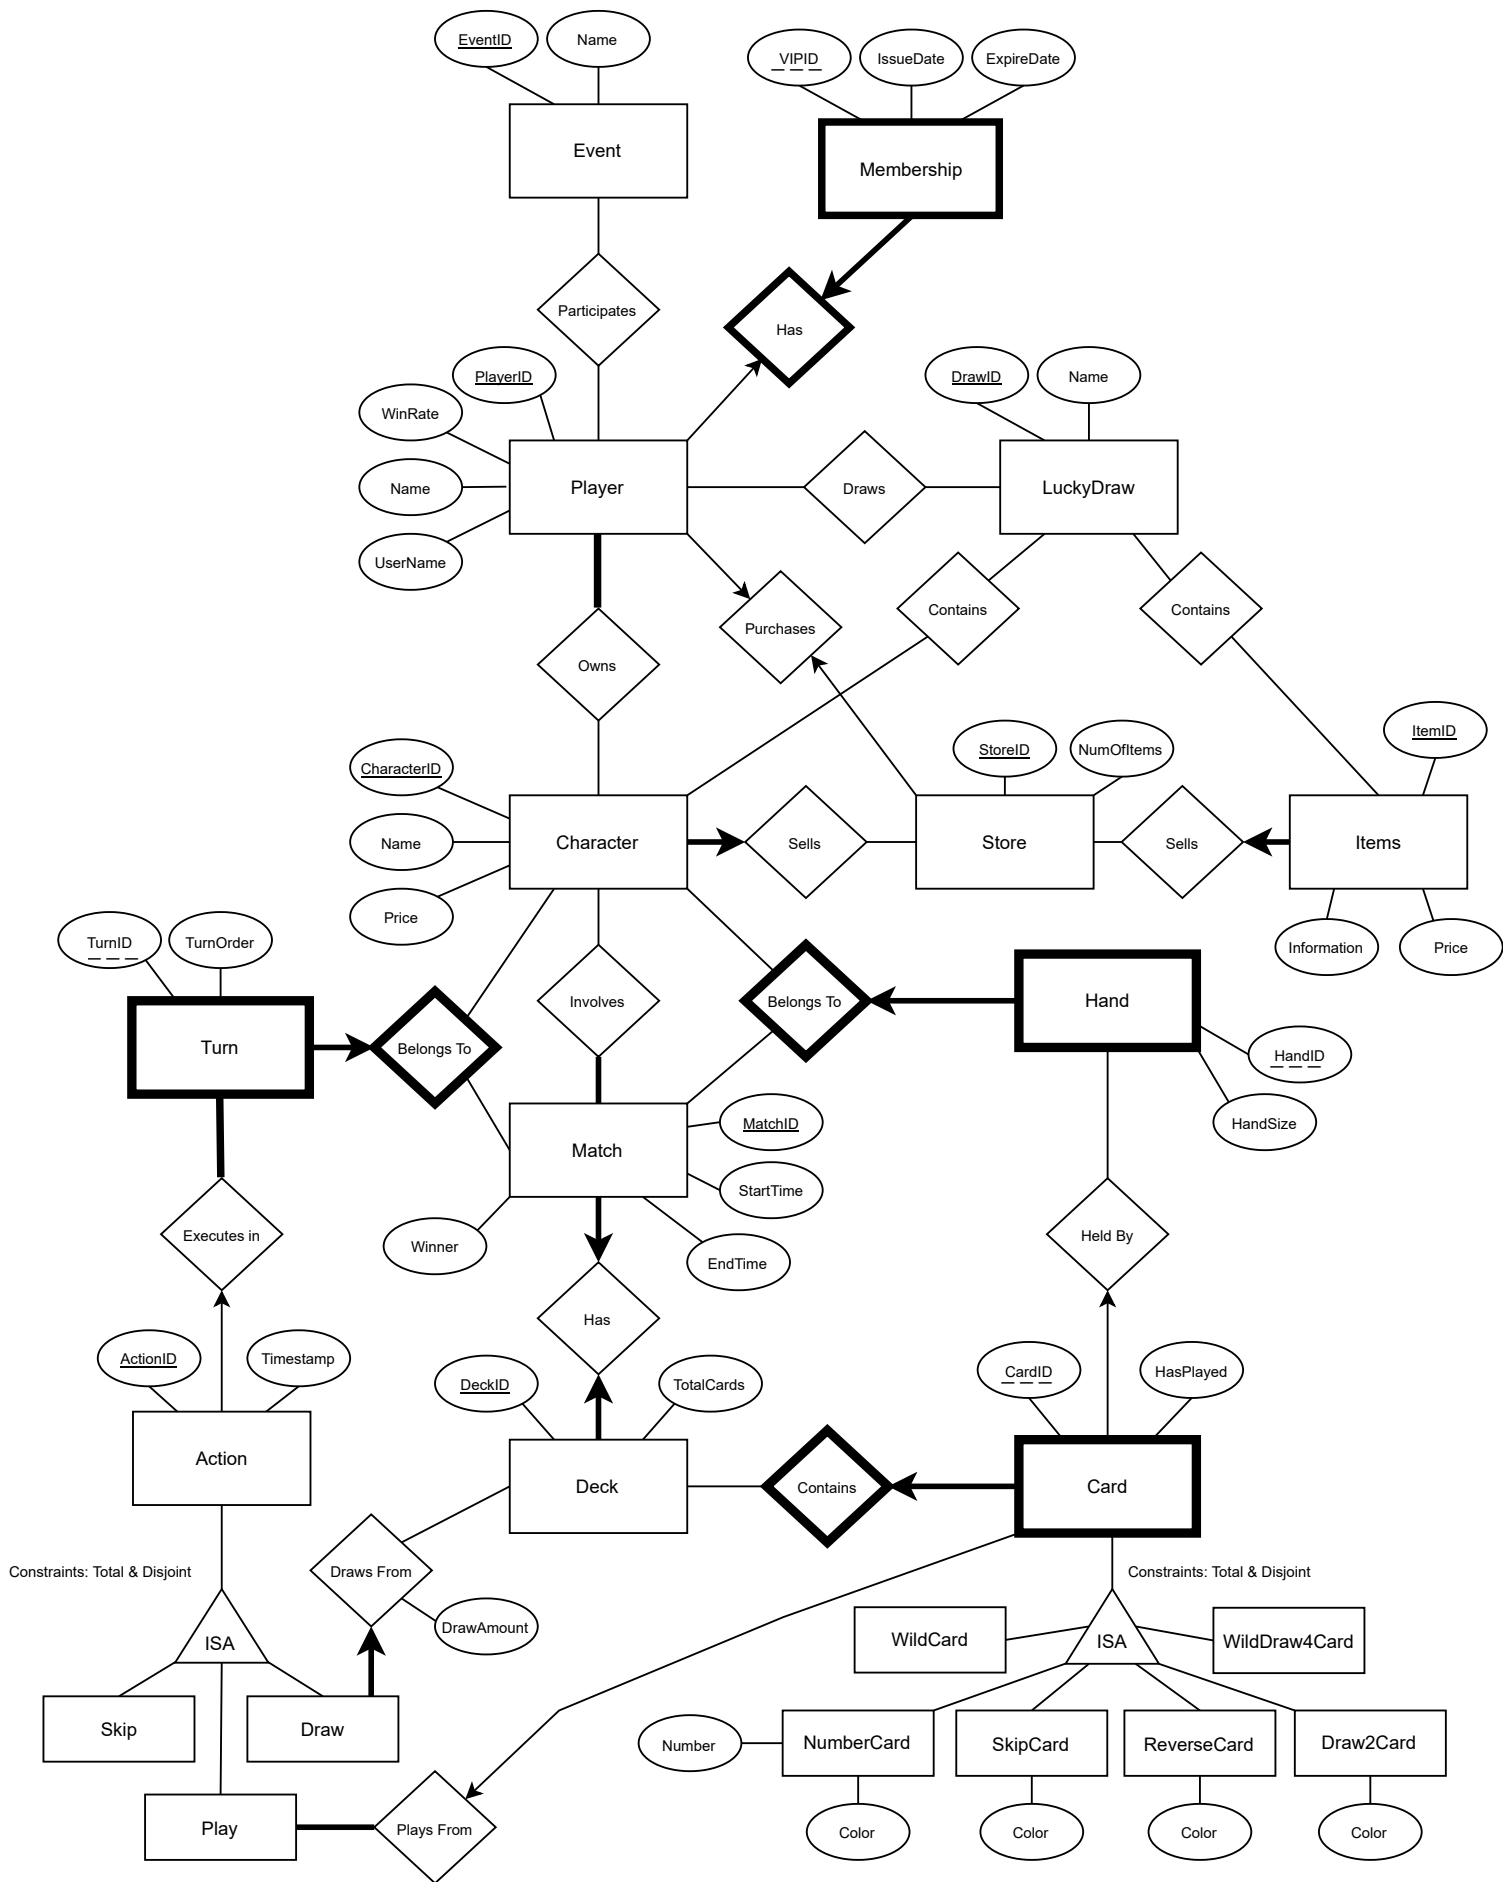 EventID
Name
VIPID
IssueDate
ExpireDate
Event
Membership
Participates
Has
PlayerID
WinRate
Name
UserName
Player
Draws
DrawID
Name
LuckyDraw
Owns
Purchases
Contains
Contains
CharacterID
Name
Price
Character
Sells
StoreID
NumOfItems
Store
Sells
ItemID
Items
Information
Price
TurnID
TurnOrder
Turn
Belongs To
Involves
Belongs To
Hand
HandID
HandSize
Match
MatchID
StartTime
EndTime
Winner
Executes in
Has
Held By
ActionID
Timestamp
Action
DeckID
TotalCards
Deck
Contains
CardID
HasPlayed
Card
Constraints: Total & Disjoint
Draws From
DrawAmount
Constraints: Total & Disjoint
ISA
Skip
Draw
Play
Plays From
WildCard
ISA
WildDraw4Card
Number
NumberCard
SkipCard
ReverseCard
Draw2Card
Color
Color
Color
Color